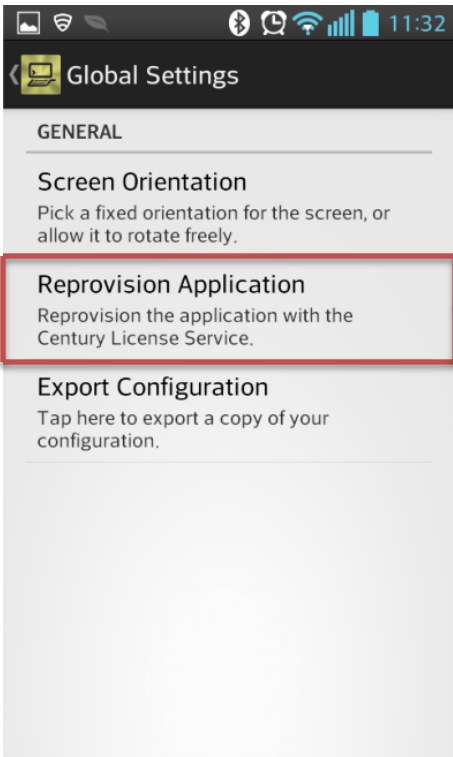 11:32
Global Settings
GENERAL
Screen Orientation
Pick a fixed orientation for the screen, or
allow it to rotate freely.
Reprovision Application
Reprovision the application with the
Century License Service.
Export Configuration
Tap here to export a copy of your
configuration.